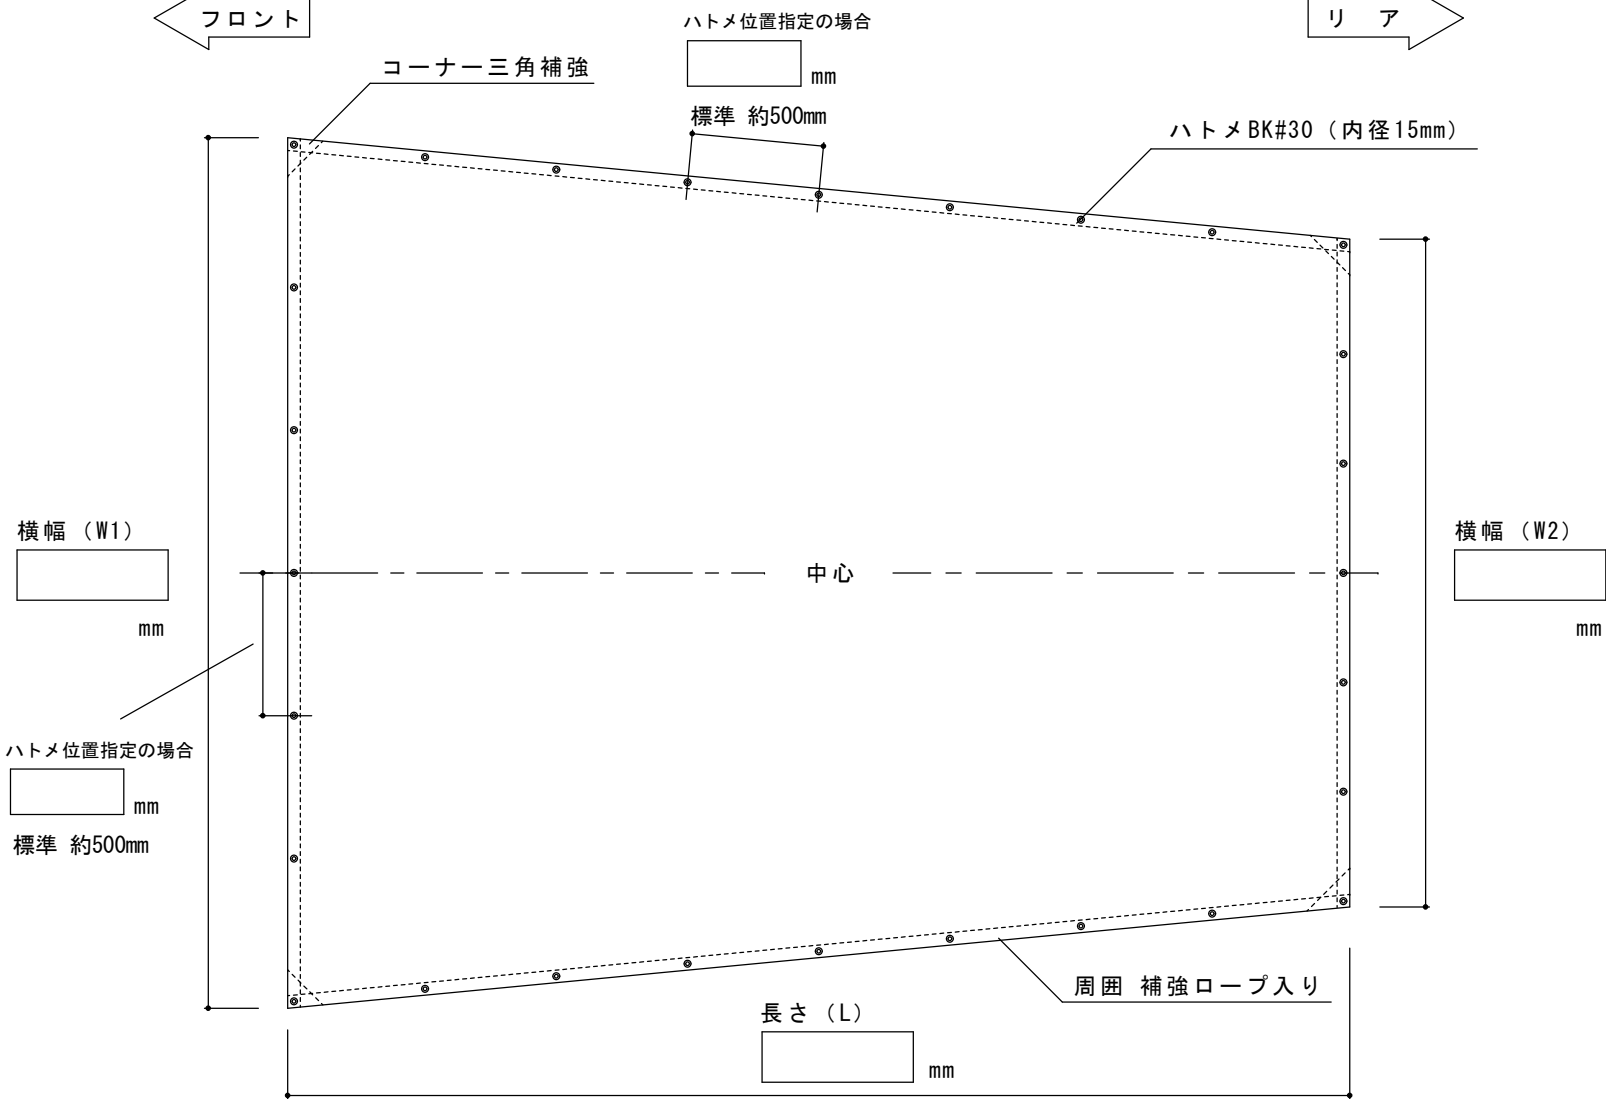 フロント
ハトメ位置指定の場合
リア
mm
コーナー三角補強
標準 約500mm
ハトメBK#30（内径15mm）
横幅（W1）
mm
中心
横幅（W2）
mm
ハトメ位置指定の場合
mm
標準 約500mm
周囲 補強ロープ入り
長さ（L）
mm